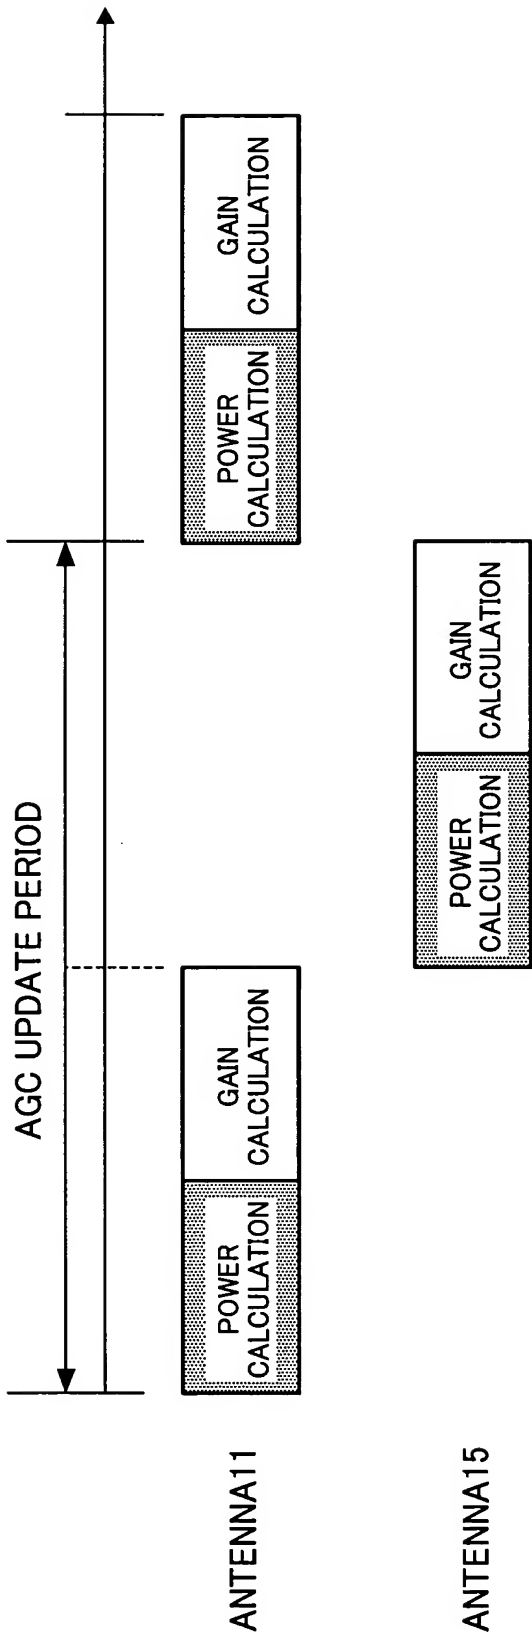 AGC UPDATE PERIOD
ANTENNA11
POWER
CALCULATION
GAIN
CALCULATION
POWER
CALCULATION
GAIN
CALCULATION
ANTENNA15
POWER
CALCULATION
GAIN
CALCULATION